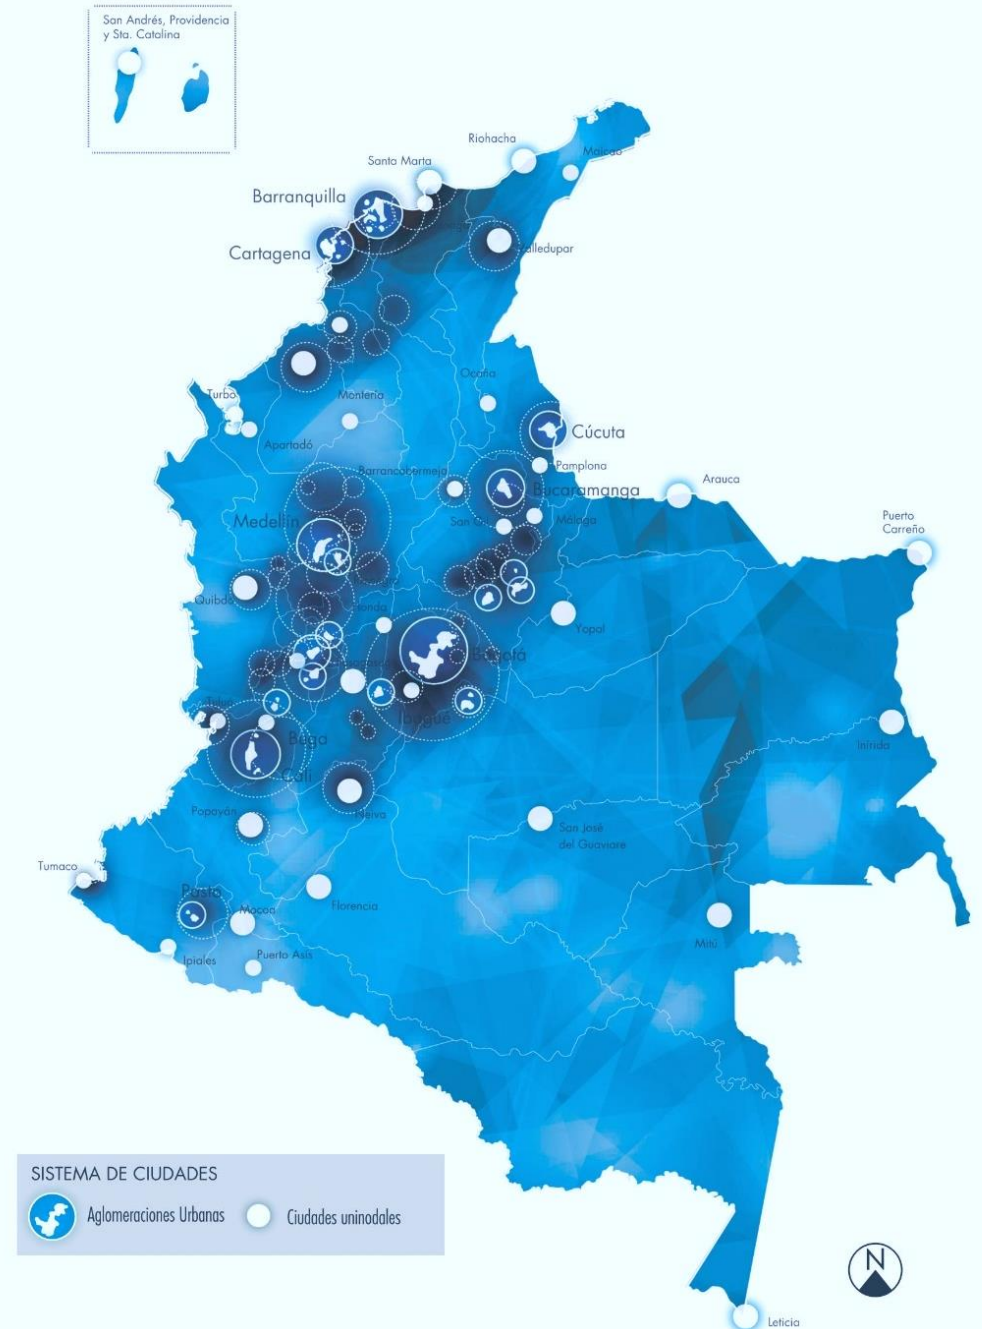 San Andrés, Providencia
y Sta. Catalina
Riohacha
Maicao
Santa Marta
Barranquilla
Cartagena
Valledupar
Ocaña
Turbo
Montería
Apartadó
Cúcuta
Pamplona
Barrancabermeja
Bucaramanga
Arauca
Medellín
San
Málaga
Puerto
Carreño
Quibdó
Yopal
Bogotá
Ibagué
Buga
Cali
Inírida
Popayán
Neiva
San José
del Guaviare
Tumaco
Pasto
Mocoa
Florencia
Mitú
Ipiales
Puerto Asís
SISTEMA DE CIUDADES
Aglomeraciones Urbanas
Ciudades uninodales
N
Leticia